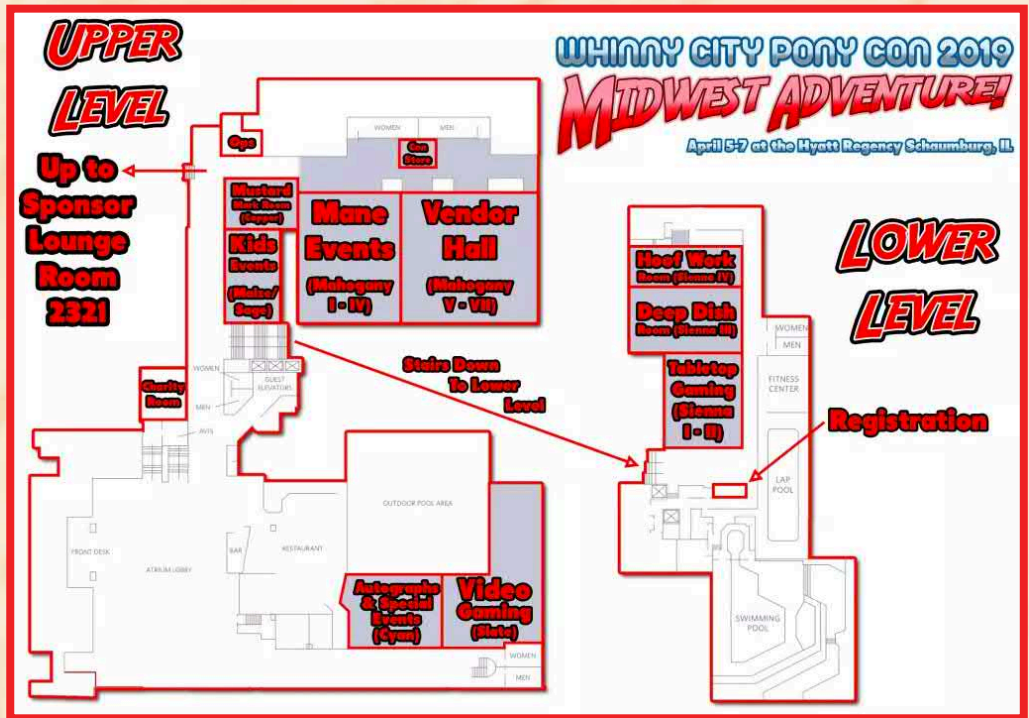 UPPER
LEVEL
WHINNY CITY PONY CON 2019
MIDWEST ADVENTURE!
April 5-7 at the Hyatt Regency Schaumburg, IL
Up to
Sponsor
Lounge
Room
2321
Ops
WOMEN
MEN
Con
Store
Mustard
Mark Room
(Copper)
Kids
Events
(Maize/
Sage)
Mane
Events
(Mahogany
I - IV)
Vendor
Hall
(Mahogany
V - VII)
Charity
Room
WOMEN
MEN
AVIS
GUEST
ELEVATORS
Stairs Down
To Lower
Level
OUTDOOR POOL AREA
FRONT DESK
ATRIUM LOBBY
BAR
RESTAURANT
Autographs
& Special
Events
(Cyan)
Video
Gaming
(Slate)
WOMEN
MEN
LOWER
LEVEL
Hoof Work
Room (Sienna IV)
Deep Dish
Room (Sienna III)
Tabletop
Gaming
(Sienna
I - II)
WOMEN
MEN
FITNESS
CENTER
Registration
LAP
POOL
SWIMMING
POOL